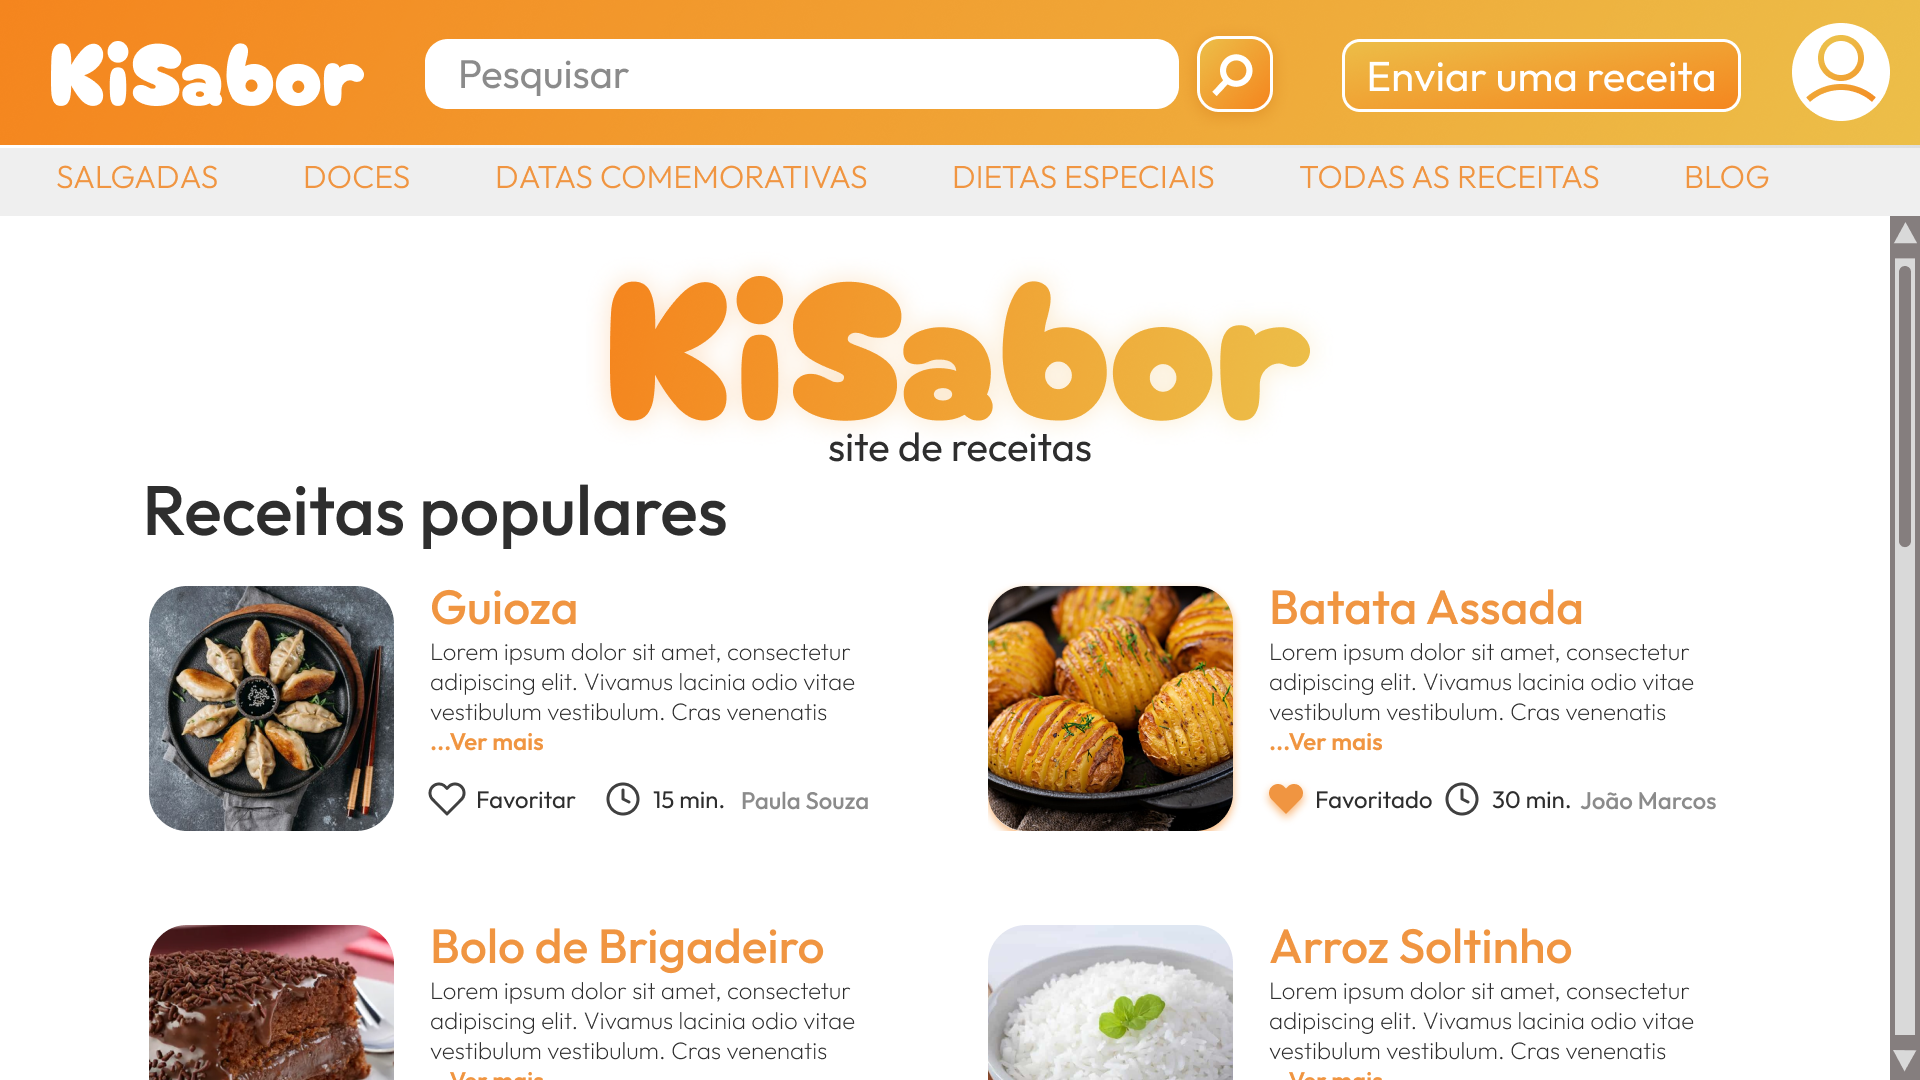 KiSabor
Pesquisar
Enviar uma receita
SALGADAS
DOCES
DATAS COMEMORATIVAS
DIETAS ESPECIAIS
TODAS AS RECEITAS
BLOG
KiSabor
site de receitas
Receitas populares
Guioza
Lorem ipsum dolor sit amet, consectetur
adipiscing elit. Vivamus lacinia odio vitae
vestibulum vestibulum. Cras venenatis
...Ver mais
Favoritar
15 min.
Paula Souza
Batata Assada
Lorem ipsum dolor sit amet, consectetur
adipiscing elit. Vivamus lacinia odio vitae
vestibulum vestibulum. Cras venenatis
...Ver mais
Favoritado
30 min.
João Marcos
Bolo de Brigadeiro
Lorem ipsum dolor sit amet, consectetur
adipiscing elit. Vivamus lacinia odio vitae
vestibulum vestibulum. Cras venenatis
...Ver mais
Arroz Soltinho
Lorem ipsum dolor sit amet, consectetur
adipiscing elit. Vivamus lacinia odio vitae
vestibulum vestibulum. Cras venenatis
...Ver mais